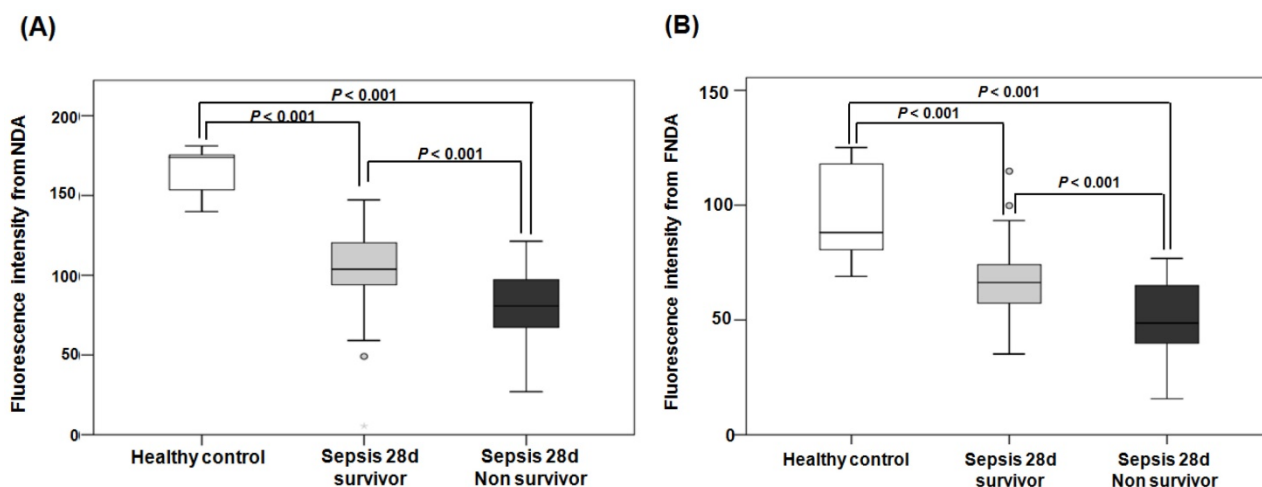 (A)
Fluorescence intensity from NDA
200
150
100
50
0
P < 0.001
P < 0.001
P < 0.001
Healthy control
Sepsis 28d
survivor
Sepsis 28d
Non survivor
(B)
Fluorescence intensity from FNDA
150
100
50
0
P < 0.001
P < 0.001
P < 0.001
Healthy control
Sepsis 28d
survivor
Sepsis 28d
Non survivor